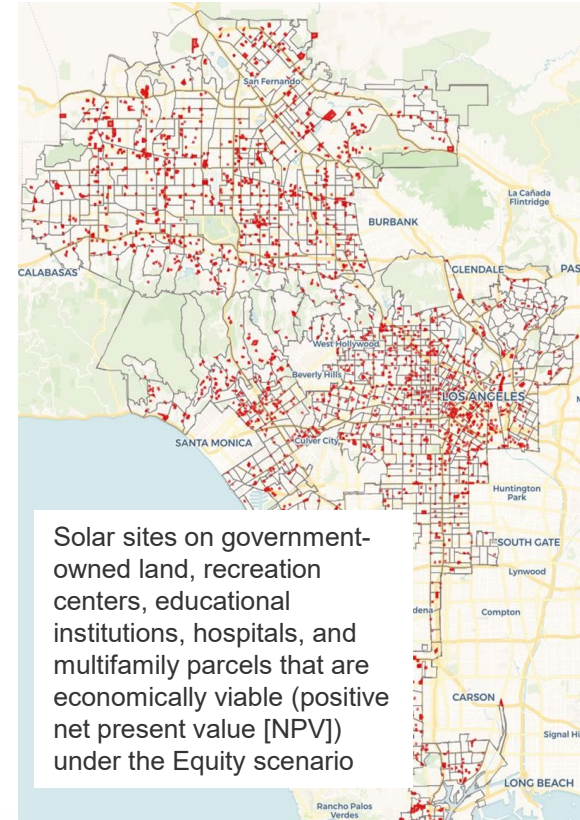 San Fernando
La Cañada
Flintridge
BURBANK
GLENDALE
PAS
CALABASAS
West Hollywood
Beverly Hills
LOS ANGELES
SANTA MONICA
Culver City
Huntington
Park
Solar sites on government-
owned land, recreation
centers, educational
institutions, hospitals, and
multifamily parcels that are
economically viable (positive
net present value [NPV])
under the Equity scenario
SOUTH GATE
Lynwood
dena
Compton
CARSON
Signal Hi
LONG BEACH
Rancho Palos
Verdes